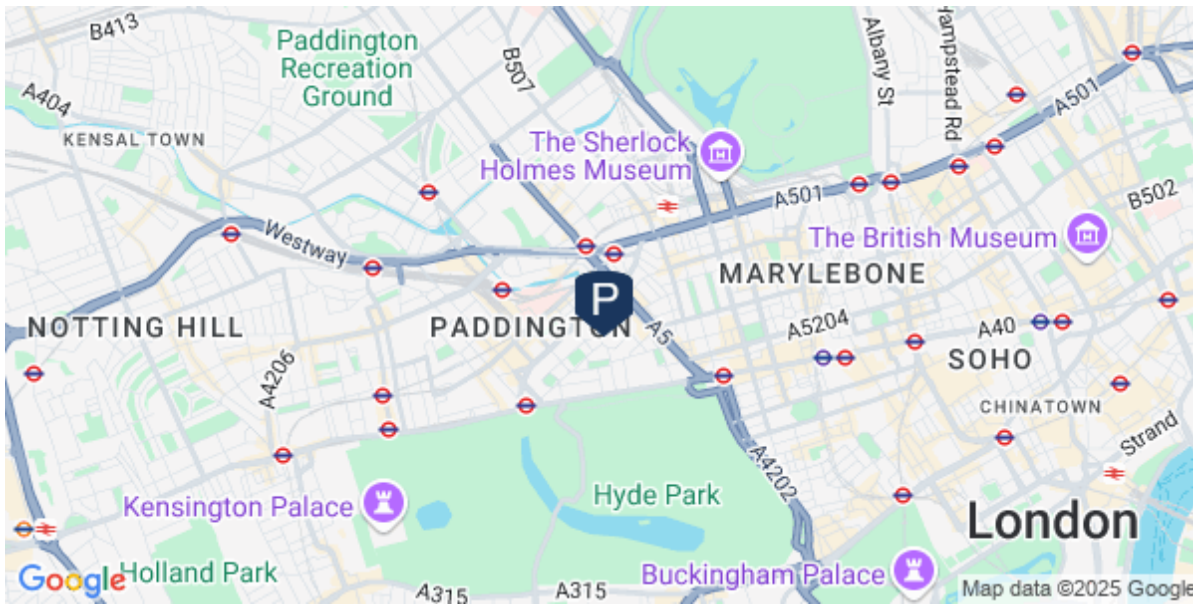 B413
Paddington
Recreation
Ground
B507
Albany St
Hampstead Rd
A501
A404
KENSAL TOWN
The Sherlock
Holmes Museum
A501
B502
Westway
The British Museum
MARYLEBONE
P
NOTTING HILL
PADDINGTON
A5
A5204
A40
SOHO
A4206
CHINATOWN
Strand
A4202
Kensington Palace
Hyde Park
London
Google
Holland Park
A315
A315
Buckingham Palace
Map data ©2025 Google